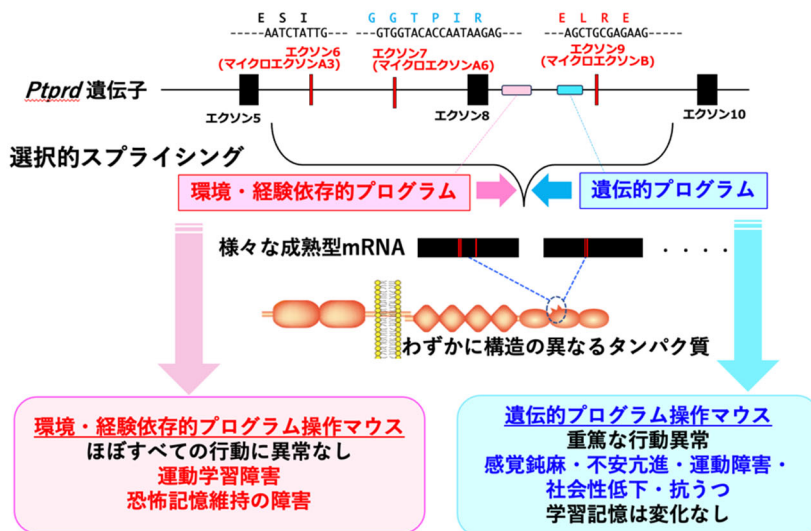 E S I G G T P I R E L R E
-----AATCTATTG----- -----GTGGTACACCAATAAGAG----- -----AGCTGCGAGAAG-----
エクソン6
(マイクロエクソンA3)
エクソン7
(マイクロエクソンA6)
エクソン9
(マイクロエクソンB)
Ptprd 遺伝子
エクソン5
エクソン8
エクソン10
選択的スプライシング
環境・経験依存的プログラム
遺伝的プログラム
様々な成熟型mRNA
・・・・
わずかに構造の異なるタンパク質
環境・経験依存的プログラム操作マウス
ほぼすべての行動に異常なし
運動学習障害
恐怖記憶維持の障害
遺伝的プログラム操作マウス
重篤な行動異常
感覚鈍麻・不安亢進・運動障害・
社会性低下・抗うつ
学習記憶は変化なし